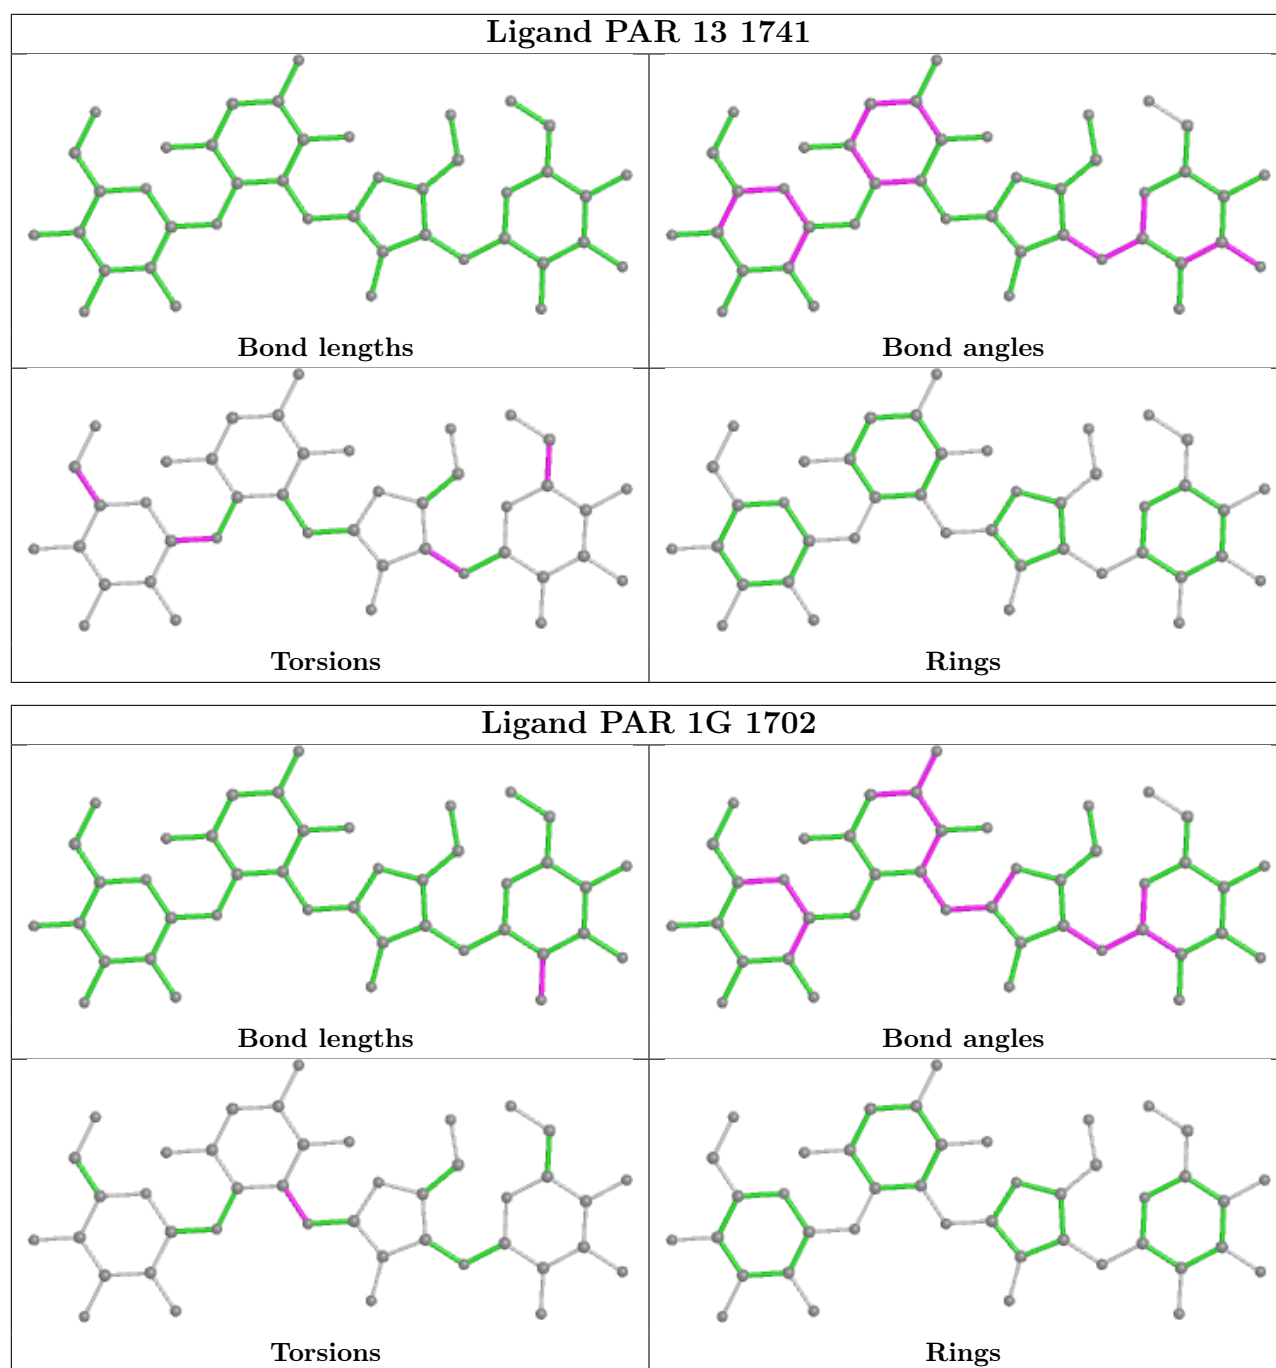 Ligand PAR 13 1741
Bond lengths
Bond angles
Torsions
Rings
Ligand PAR 1G 1702
Bond lengths
Bond angles
Torsions
Rings